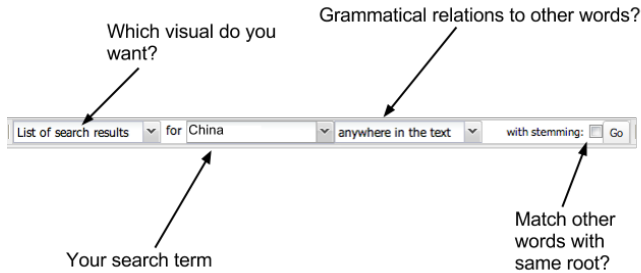 Grammatical relations to other words?
Which visual do you
want?
List of search results for China anywhere in the text with stemming: Go
Your search term
Match other
words with
same root?